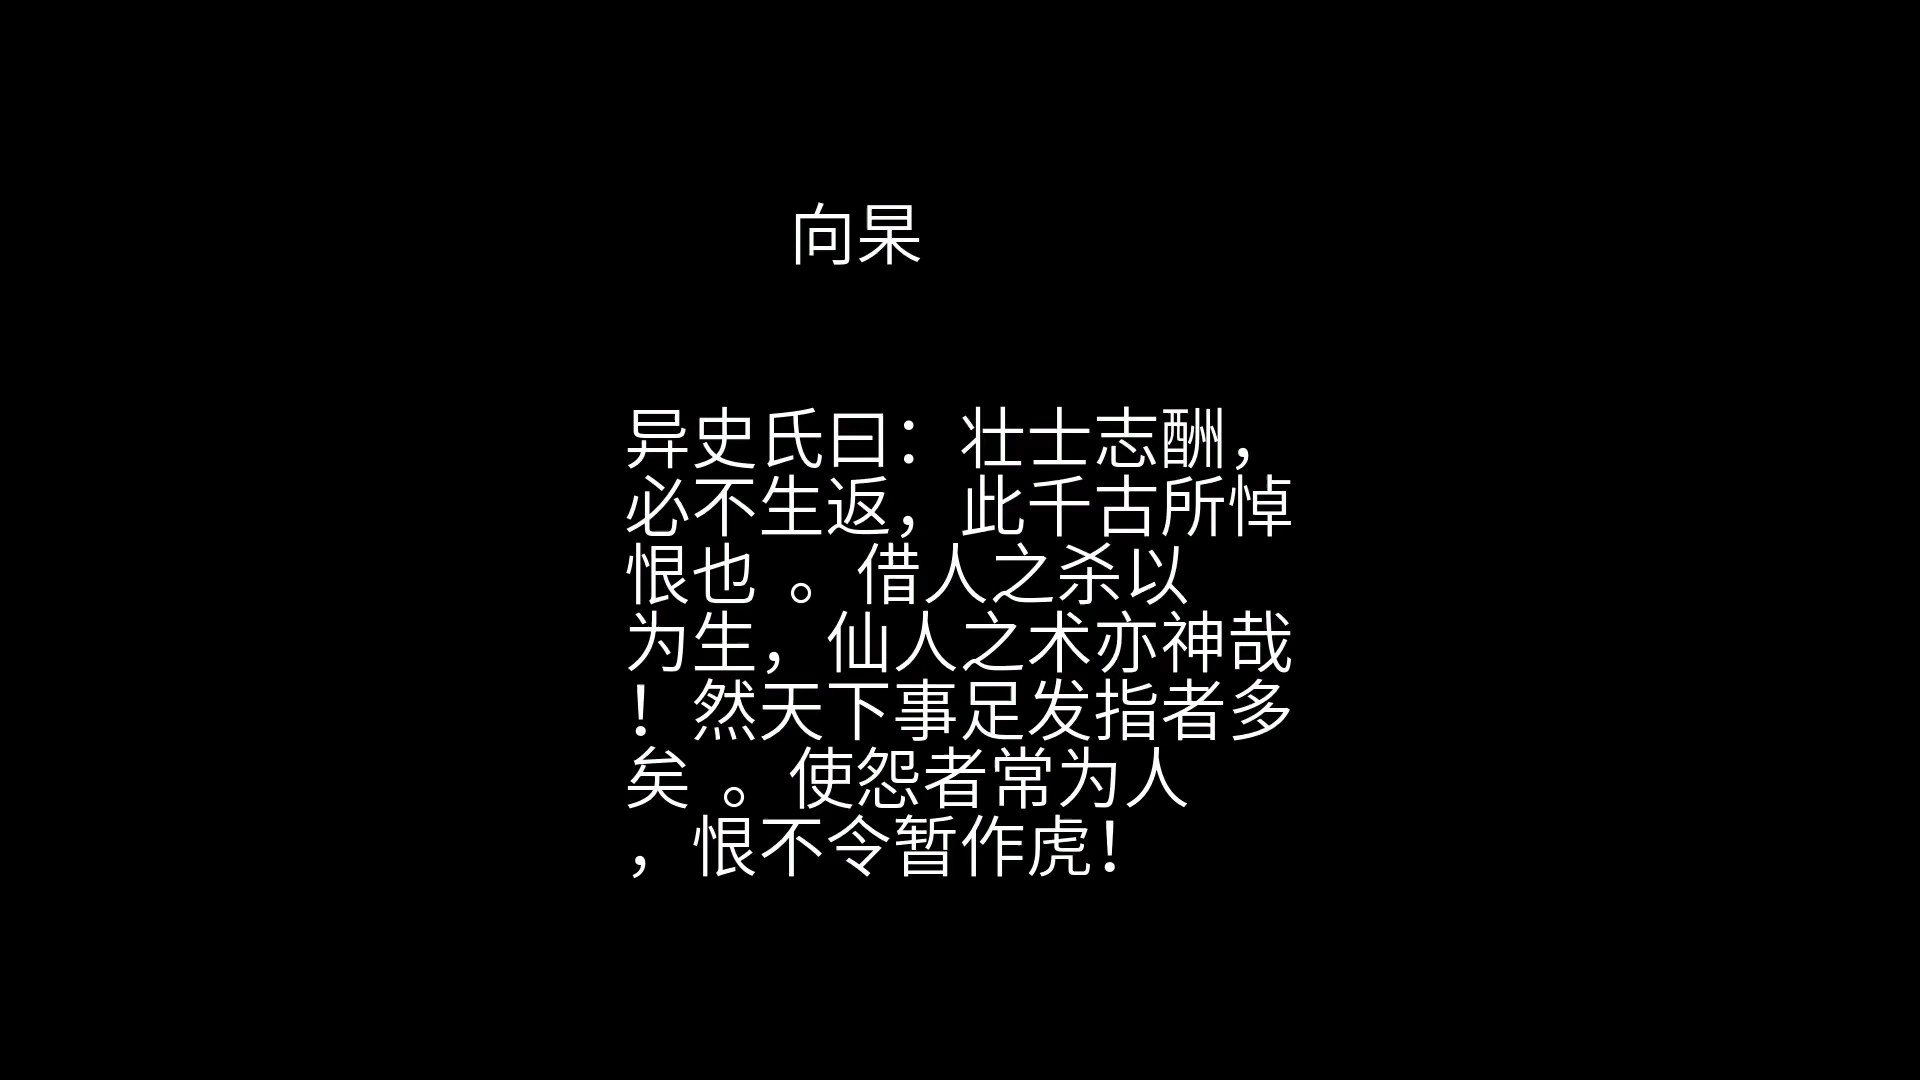 向杲
异史氏曰：壮士志酬，
必不生返，此千古所悼
恨也 。借人之杀以
为生，仙人之术亦神哉
！然天下事足发指者多
矣 。使怨者常为人
，恨不令暂作虎！